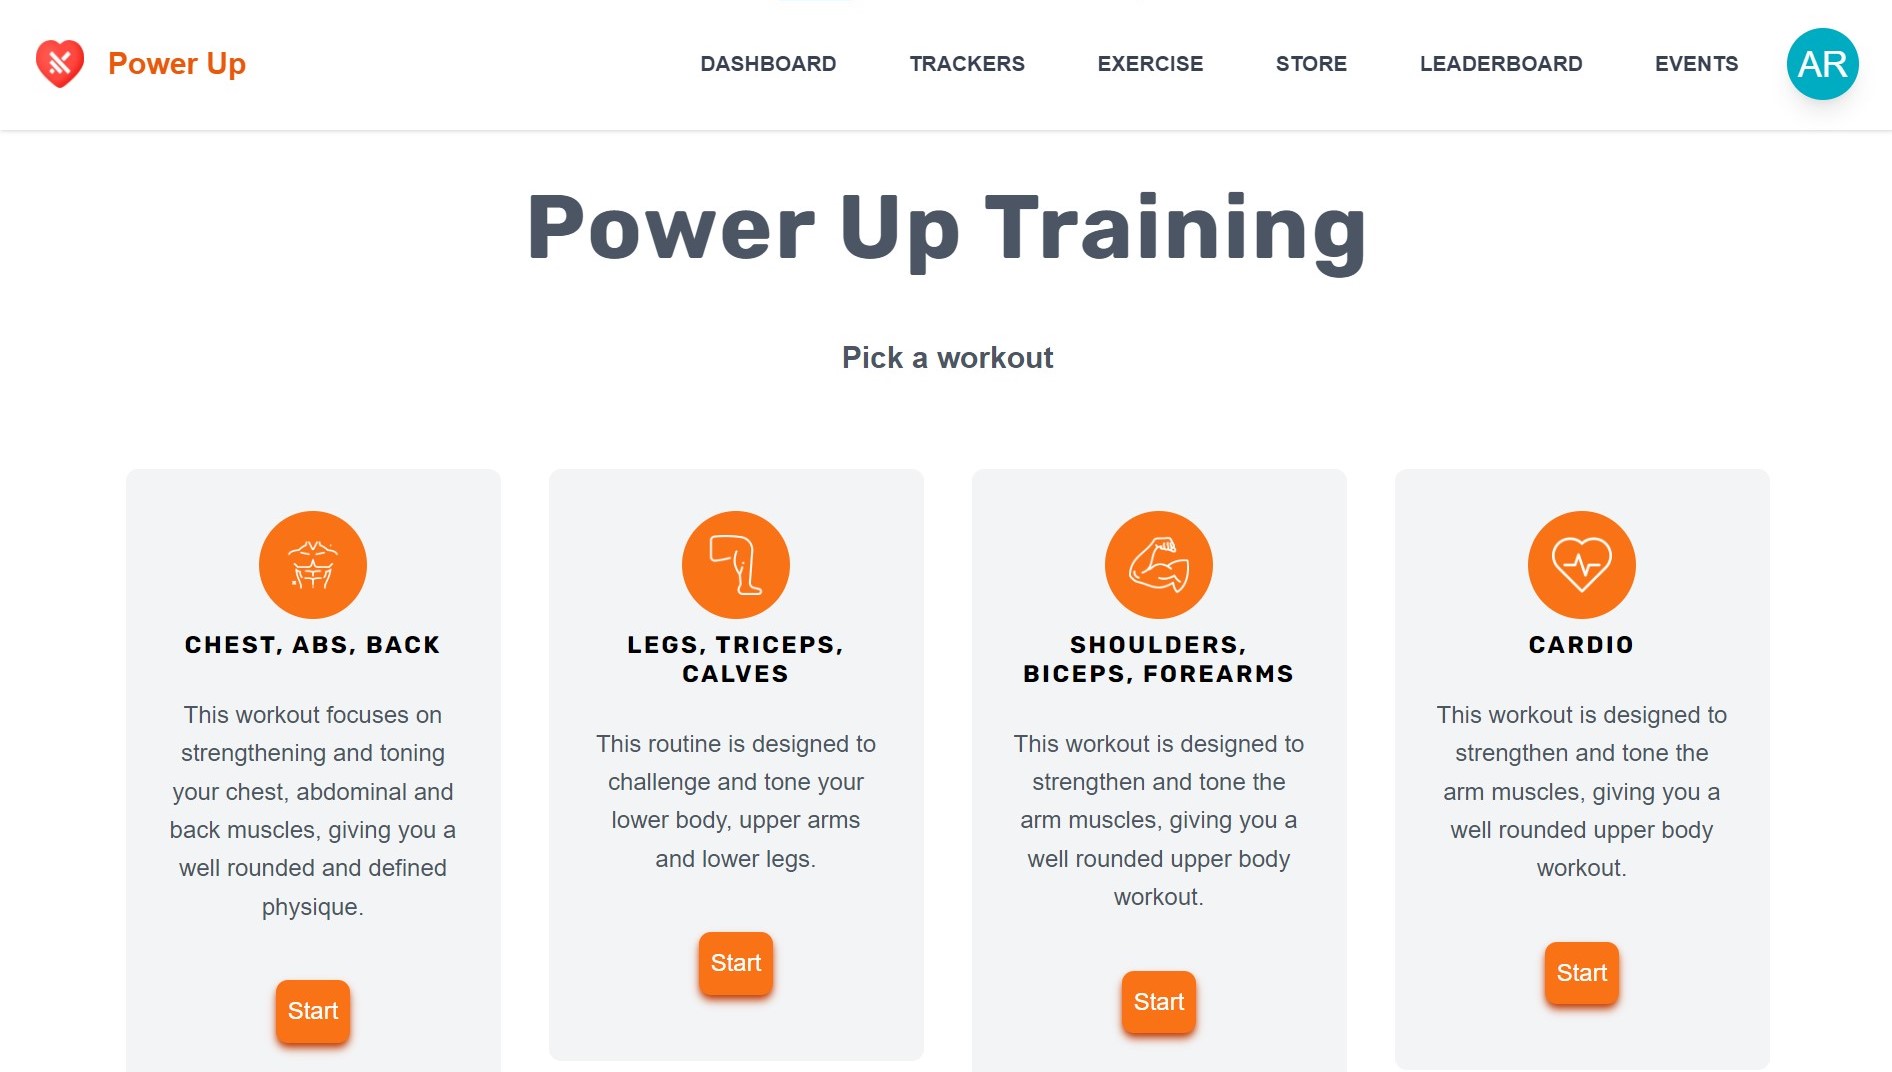 Power Up
DASHBOARD
TRACKERS
EXERCISE
STORE
LEADERBOARD
EVENTS
AR
Power Up Training
Pick a workout
CHEST, ABS, BACK
This workout focuses on
strengthening and toning
your chest, abdominal and
back muscles, giving you a
well rounded and defined
physique.
Start
LEGS, TRICEPS,
CALVES
This routine is designed to
challenge and tone your
lower body, upper arms
and lower legs.
Start
SHOULDERS,
BICEPS, FOREARMS
This workout is designed to
strengthen and tone the
arm muscles, giving you a
well rounded upper body
workout.
Start
CARDIO
This workout is designed to
strengthen and tone the
arm muscles, giving you a
well rounded upper body
workout.
Start